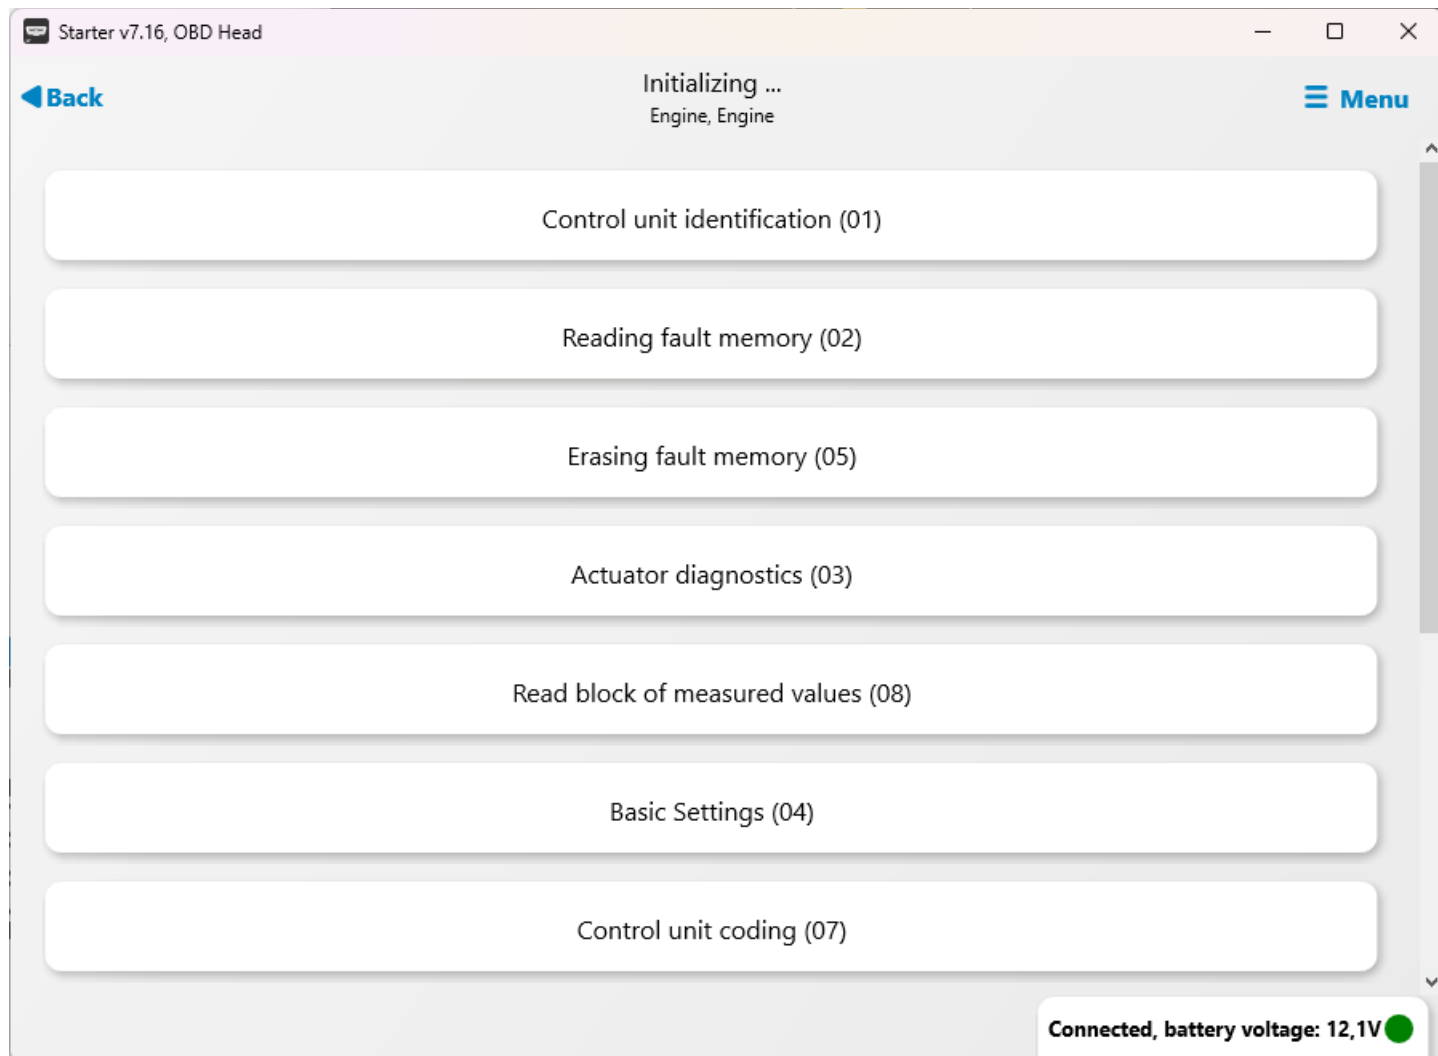 Starter v7.16, OBD Head
Back
Initializing ...
Engine, Engine
Menu
Control unit identification (01)
Reading fault memory (02)
Erasing fault memory (05)
Actuator diagnostics (03)
Read block of measured values (08)
Basic Settings (04)
Control unit coding (07)
Connected, battery voltage: 12,1V